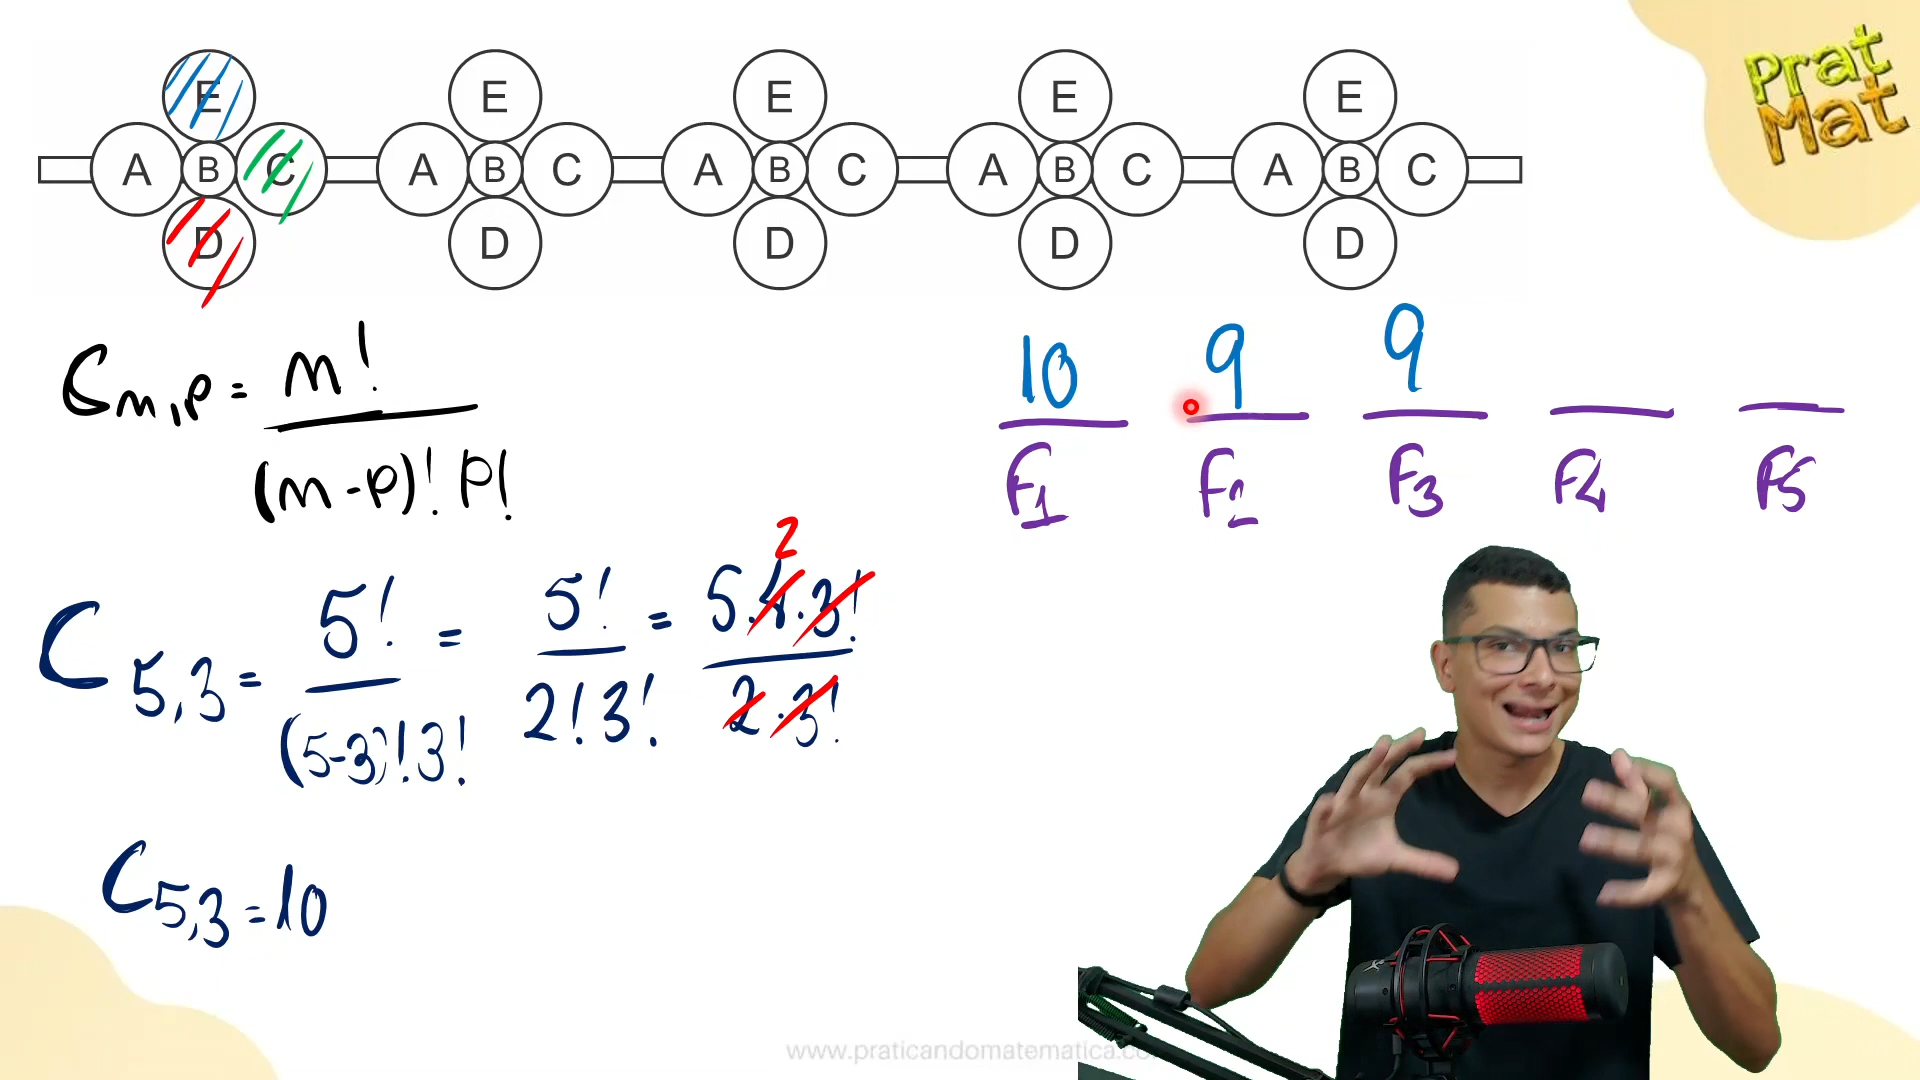 E E E E E
A B C A B C A B C A B C A B C
D D D D D
Prat
Mat
Cm,p = m!
(m-p)! p!
10 9 9
F1 F2 F3 F4 F5
2
C5,3 = 5! = 5! = 5.4.3!
(5-3)!3! 2!3! 2.3!
C5,3 = 10
www.praticandomatematica.co